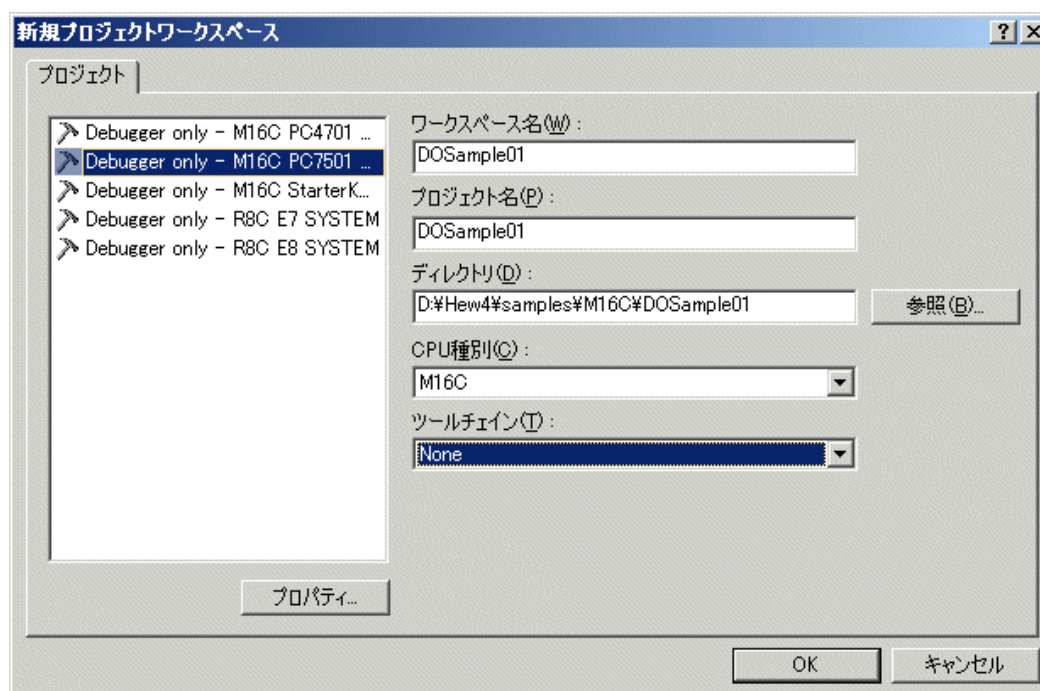 新規プロジェクトワークスペース
プロジェクト
Debugger only - M16C PC4701 ...
Debugger only - M16C PC7501 ...
Debugger only - M16C StarterK...
Debugger only - R8C E7 SYSTEM
Debugger only - R8C E8 SYSTEM
プロパティ...
ワークスペース名(W):
DOSample01
プロジェクト名(P):
DOSample01
ディレクトリ(D):
D:¥Hew4¥samples¥M16C¥DOSample01
参照(B)...
CPU種別(C):
M16C
ツールチェイン(T):
None
OK
キャンセル